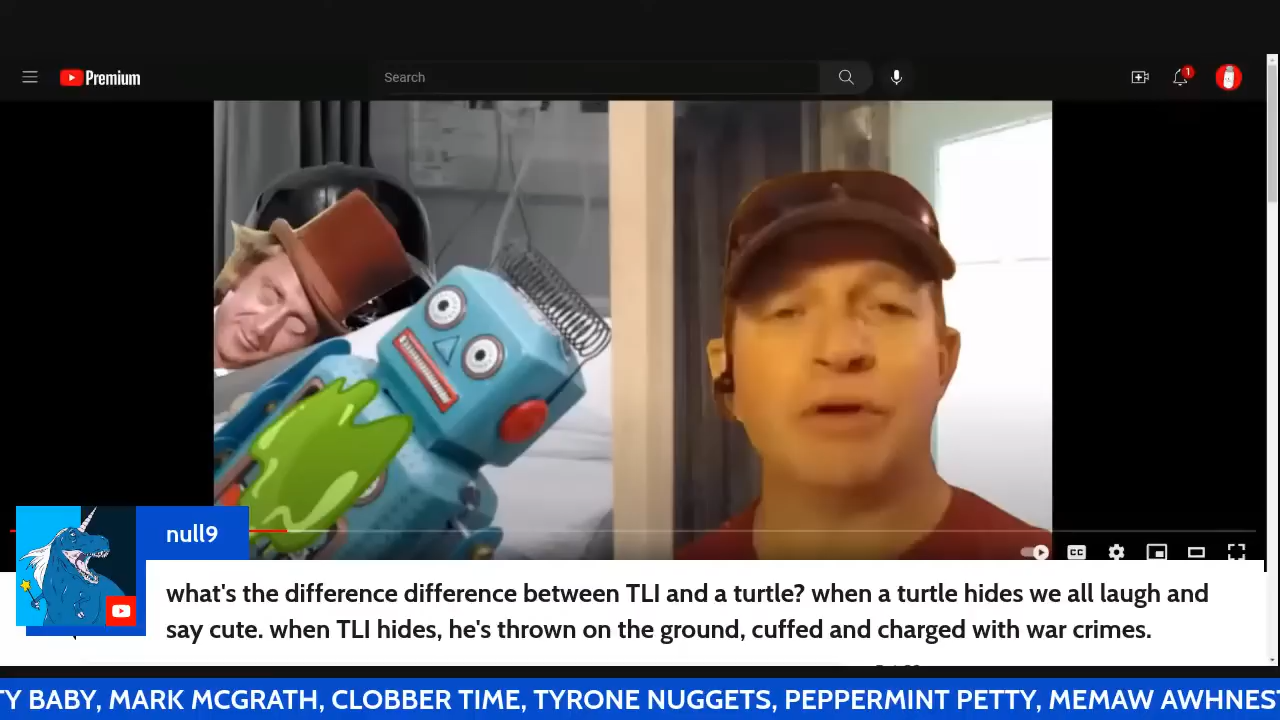 Premium
Search
1
CC
null9
what's the difference difference between TLI and a turtle? when a turtle hides we all laugh and
say cute. when TLI hides, he's thrown on the ground, cuffed and charged with war crimes.
TY BABY, MARK MCGRATH, CLOBBER TIME, TYRONE NUGGETS, PEPPERMINT PETTY, MEMAW AWHNEST